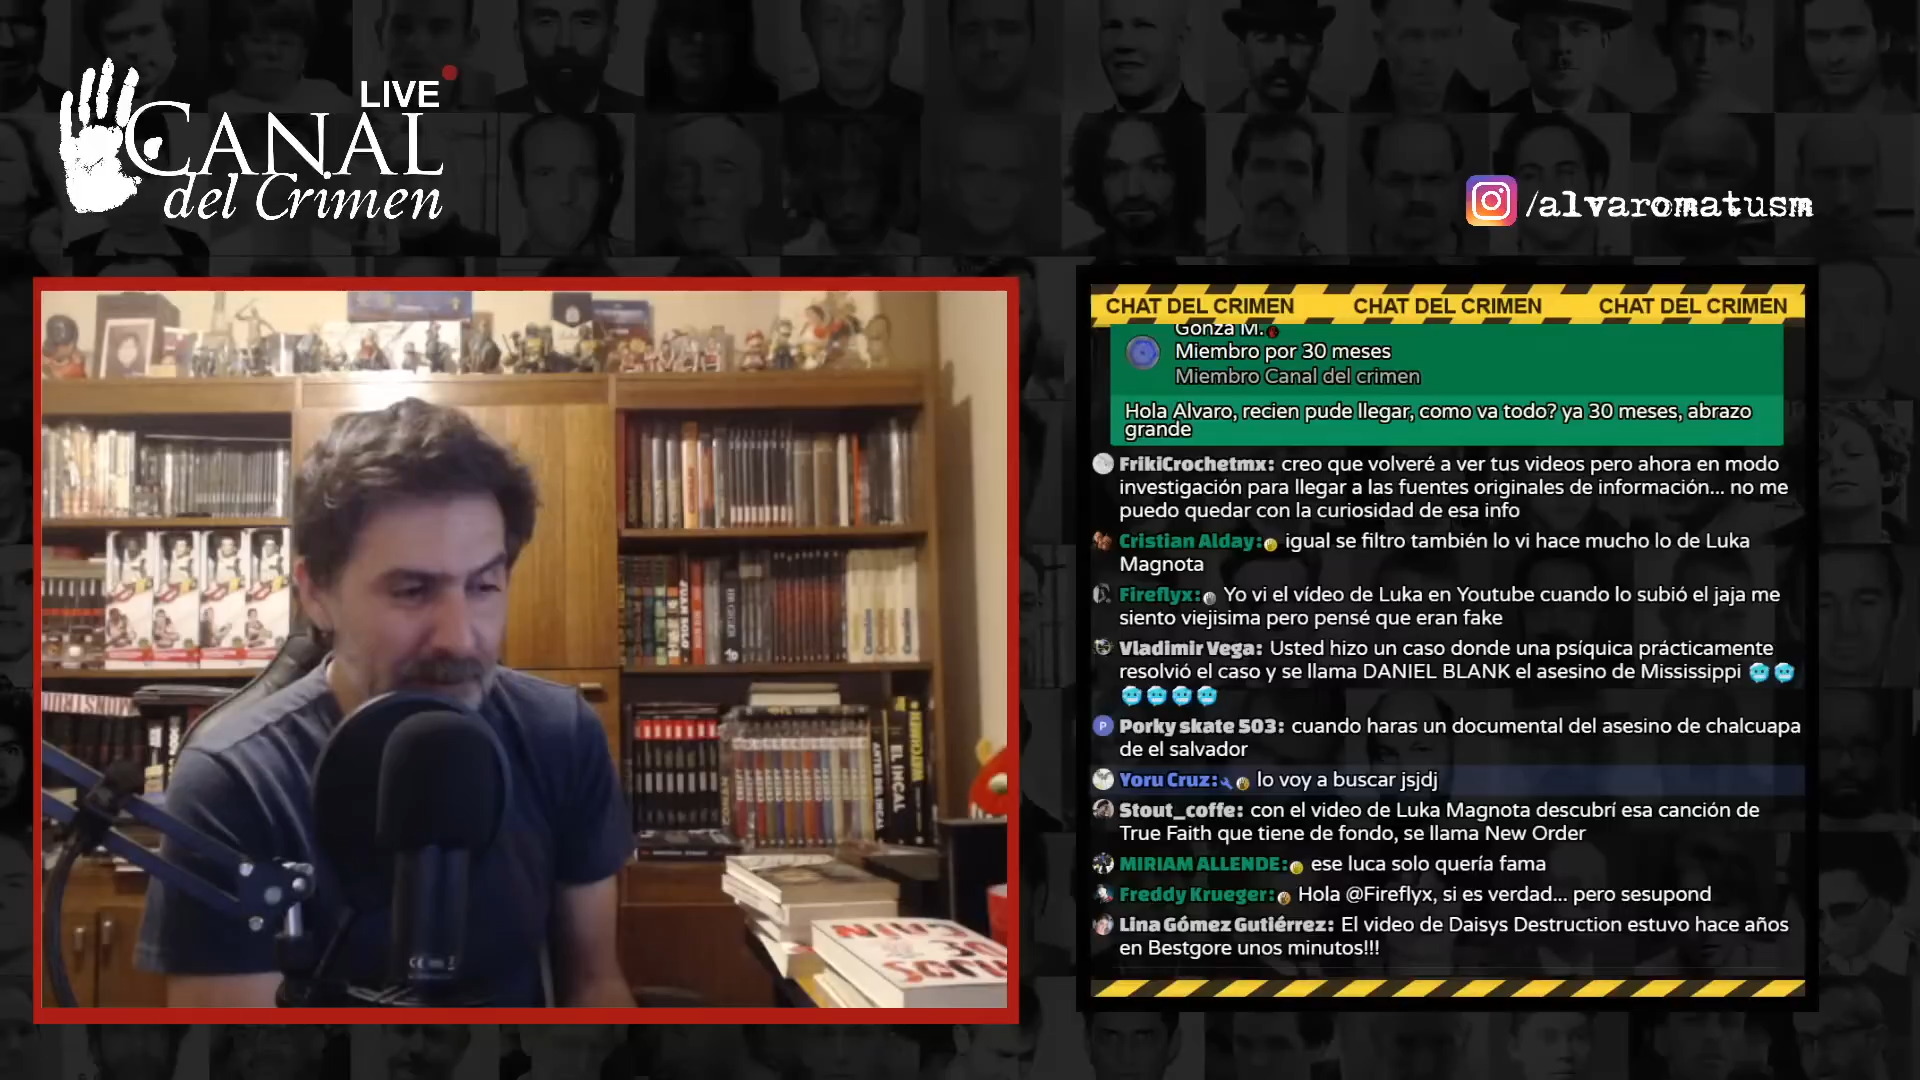 LIVE
CANAL
del Crimen
/alvaromatusm
CHAT DEL CRIMEN CHAT DEL CRIMEN CHAT DEL CRIMEN
Gonza M.
Miembro por 30 meses
Miembro Canal del crimen
Hola Alvaro, recien pude llegar, como va todo? ya 30 meses, abrazo
grande
FrikiCrochetmx: creo que volveré a ver tus videos pero ahora en modo
investigación para llegar a las fuentes originales de información... no me
puedo quedar con la curiosidad de esa info
Cristian Alday: igual se filtro también lo vi hace mucho lo de Luka
Magnota
Fireflyx: Yo vi el vídeo de Luka en Youtube cuando lo subió el jaja me
siento viejisima pero pensé que eran fake
Vladimir Vega: Usted hizo un caso donde una psíquica prácticamente
resolvió el caso y se llama DANIEL BLANK el asesino de Mississippi 🥶🥶
🥶🥶🥶🥶
P Porky skate 503: cuando haras un documental del asesino de chalcuapa
de el salvador
Yoru Cruz: lo voy a buscar jsjdj
Stout_coffe: con el video de Luka Magnota descubrí esa canción de
True Faith que tiene de fondo, se llama New Order
MIRIAM ALLENDE: ese luca solo quería fama
Freddy Krueger: Hola @Fireflyx, si es verdad... pero sesupond
Lina Gómez Gutiérrez: El video de Daisys Destruction estuvo hace años
en Bestgore unos minutos!!!
EL INCAL